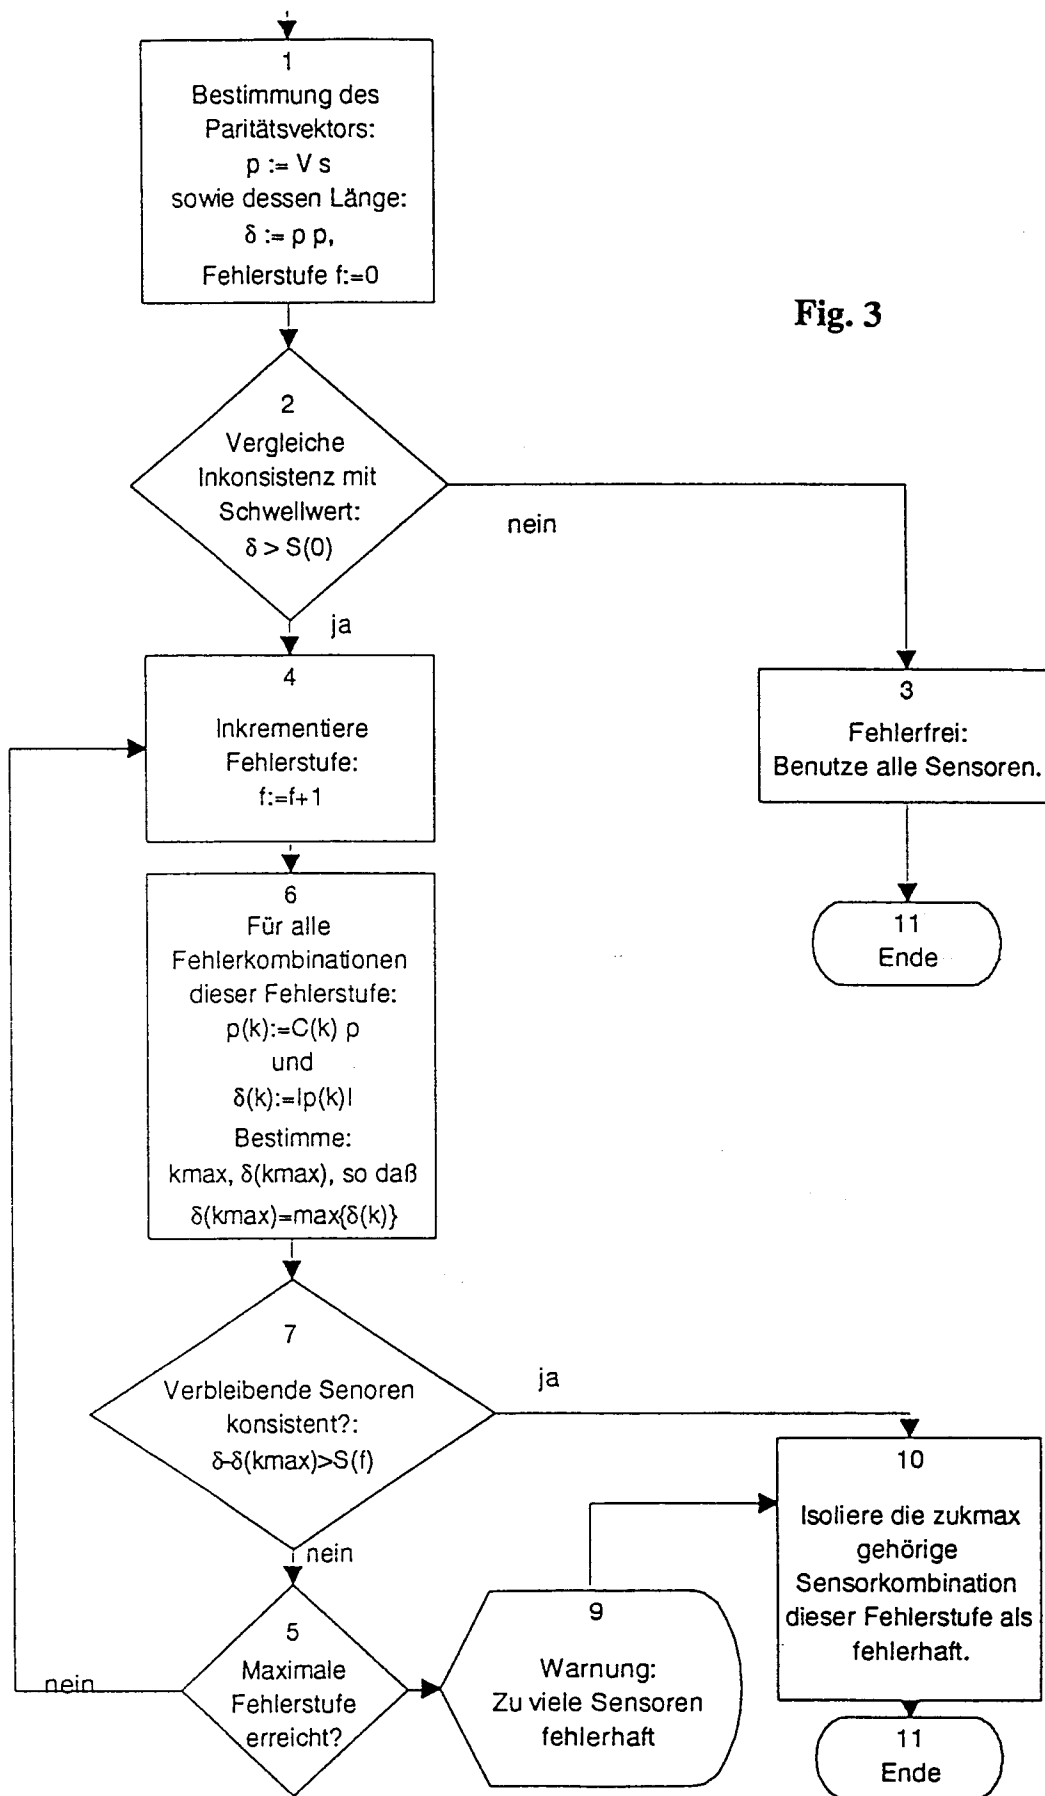 1
Bestimmung des
Paritätsvektors:
p := V s
sowie dessen Länge:
δ := p p,
Fehlerstufe f:=0
Fig. 3
2
Vergleiche
Inkonsistenz mit
Schwellwert:
δ > S(0)
nein
ja
4
Inkrementiere
Fehlerstufe:
f:=f+1
3
Fehlerfrei:
Benutze alle Sensoren.
11
Ende
6
Für alle
Fehlerkombinationen
dieser Fehlerstufe:
p(k):=C(k) p
und
δ(k):=|p(k)|
Bestimme:
kmax, δ(kmax), so daß
δ(kmax)=max{δ(k)}
7
Verbleibende Senoren
konsistent?:
δ-δ(kmax)>S(f)
ja
nein
10
Isoliere die zukmax
gehörige
Sensorkombination
dieser Fehlerstufe als
fehlerhaft.
5
Maximale
Fehlerstufe
erreicht?
nein
9
Warnung:
Zu viele Sensoren
fehlerhaft
11
Ende